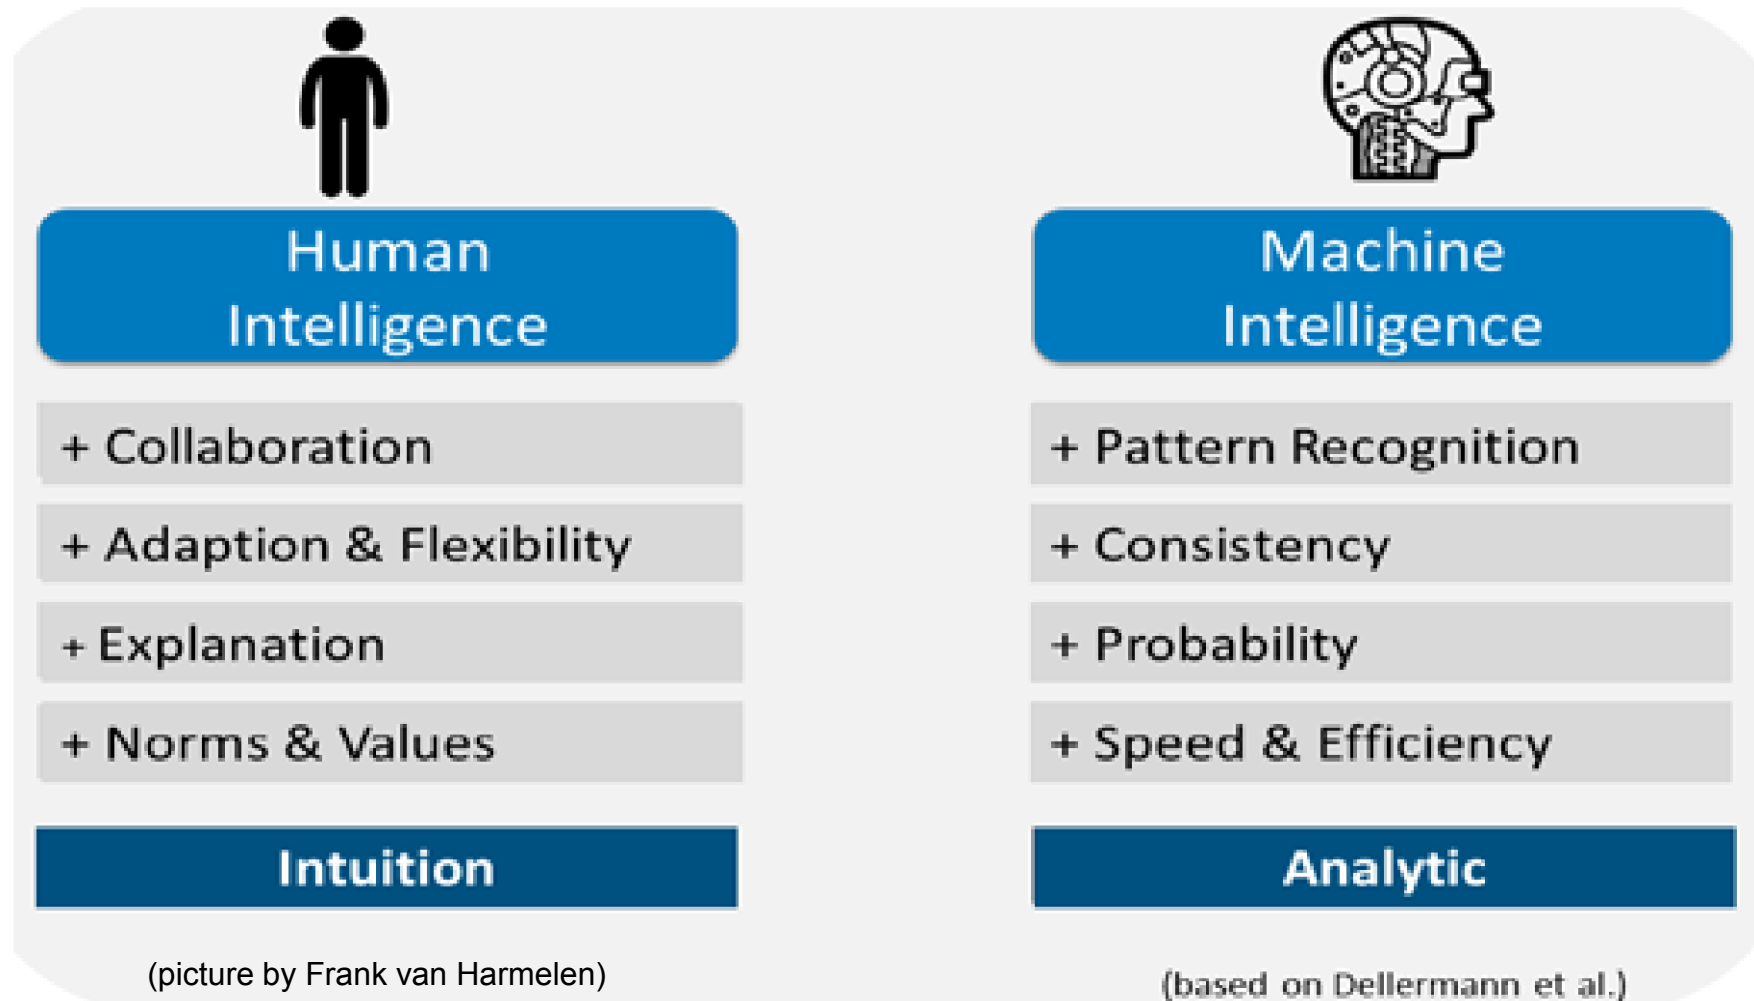 Human
Intelligence
+ Collaboration
+ Adaption & Flexibility
+ Explanation
+ Norms & Values
Intuition
(picture by Frank van Harmelen)
Machine
Intelligence
+ Pattern Recognition
+ Consistency
+ Probability
+ Speed & Efficiency
Analytic
(based on Dellermann et al.)